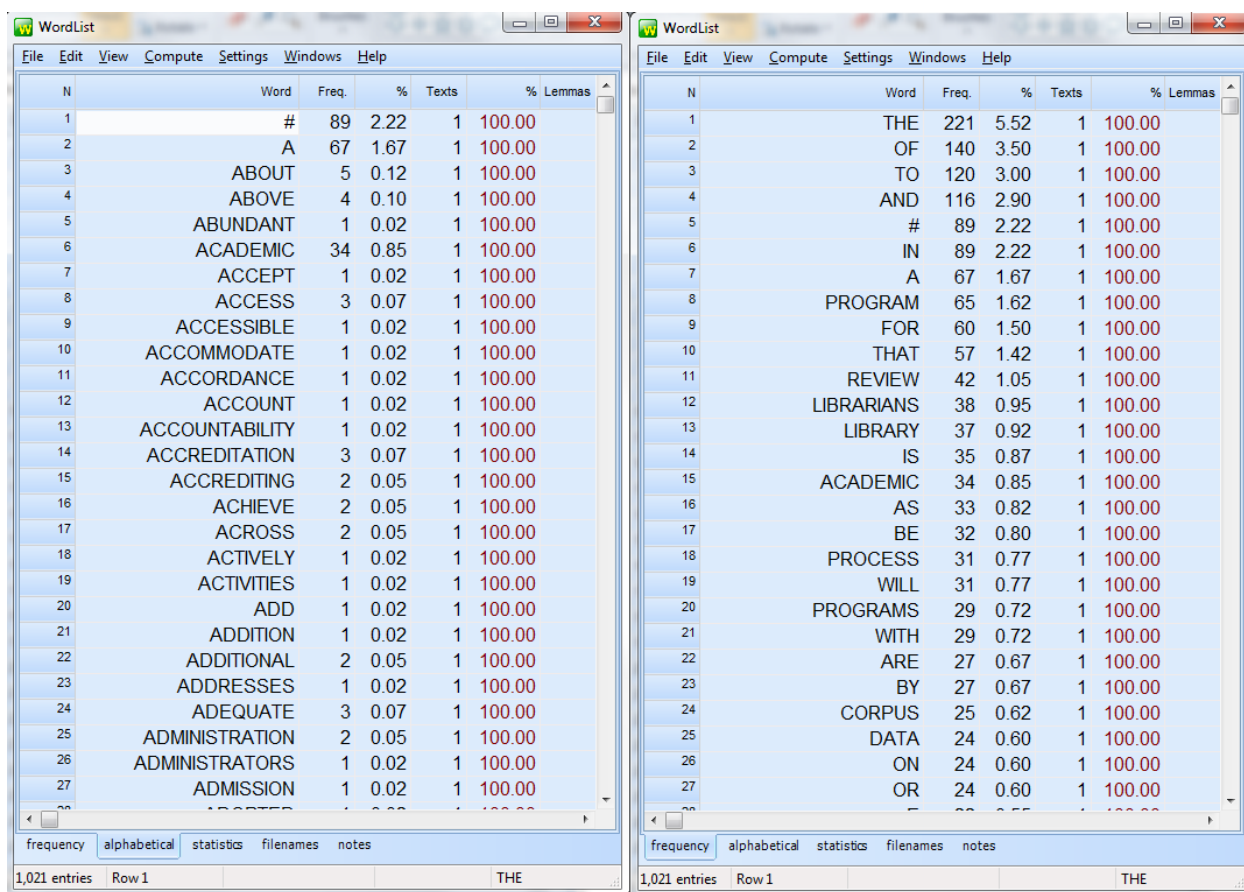 WordList
File Edit View Compute Settings Windows Help
N Word Freq. % Texts % Lemmas
1 # 89 2.22 1 100.00
2 A 67 1.67 1 100.00
3 ABOUT 5 0.12 1 100.00
4 ABOVE 4 0.10 1 100.00
5 ABUNDANT 1 0.02 1 100.00
6 ACADEMIC 34 0.85 1 100.00
7 ACCEPT 1 0.02 1 100.00
8 ACCESS 3 0.07 1 100.00
9 ACCESSIBLE 1 0.02 1 100.00
10 ACCOMMODATE 1 0.02 1 100.00
11 ACCORDANCE 1 0.02 1 100.00
12 ACCOUNT 1 0.02 1 100.00
13 ACCOUNTABILITY 1 0.02 1 100.00
14 ACCREDITATION 3 0.07 1 100.00
15 ACCREDITING 2 0.05 1 100.00
16 ACHIEVE 2 0.05 1 100.00
17 ACROSS 2 0.05 1 100.00
18 ACTIVELY 1 0.02 1 100.00
19 ACTIVITIES 1 0.02 1 100.00
20 ADD 1 0.02 1 100.00
21 ADDITION 1 0.02 1 100.00
22 ADDITIONAL 2 0.05 1 100.00
23 ADDRESSES 1 0.02 1 100.00
24 ADEQUATE 3 0.07 1 100.00
25 ADMINISTRATION 2 0.05 1 100.00
26 ADMINISTRATORS 1 0.02 1 100.00
27 ADMISSION 1 0.02 1 100.00
frequency alphabetical statistics filenames notes
1,021 entries Row 1 THE
WordList
File Edit View Compute Settings Windows Help
N Word Freq. % Texts % Lemmas
1 THE 221 5.52 1 100.00
2 OF 140 3.50 1 100.00
3 TO 120 3.00 1 100.00
4 AND 116 2.90 1 100.00
5 # 89 2.22 1 100.00
6 IN 89 2.22 1 100.00
7 A 67 1.67 1 100.00
8 PROGRAM 65 1.62 1 100.00
9 FOR 60 1.50 1 100.00
10 THAT 57 1.42 1 100.00
11 REVIEW 42 1.05 1 100.00
12 LIBRARIANS 38 0.95 1 100.00
13 LIBRARY 37 0.92 1 100.00
14 IS 35 0.87 1 100.00
15 ACADEMIC 34 0.85 1 100.00
16 AS 33 0.82 1 100.00
17 BE 32 0.80 1 100.00
18 PROCESS 31 0.77 1 100.00
19 WILL 31 0.77 1 100.00
20 PROGRAMS 29 0.72 1 100.00
21 WITH 29 0.72 1 100.00
22 ARE 27 0.67 1 100.00
23 BY 27 0.67 1 100.00
24 CORPUS 25 0.62 1 100.00
25 DATA 24 0.60 1 100.00
26 ON 24 0.60 1 100.00
27 OR 24 0.60 1 100.00
frequency alphabetical statistics filenames notes
1,021 entries Row 1 THE